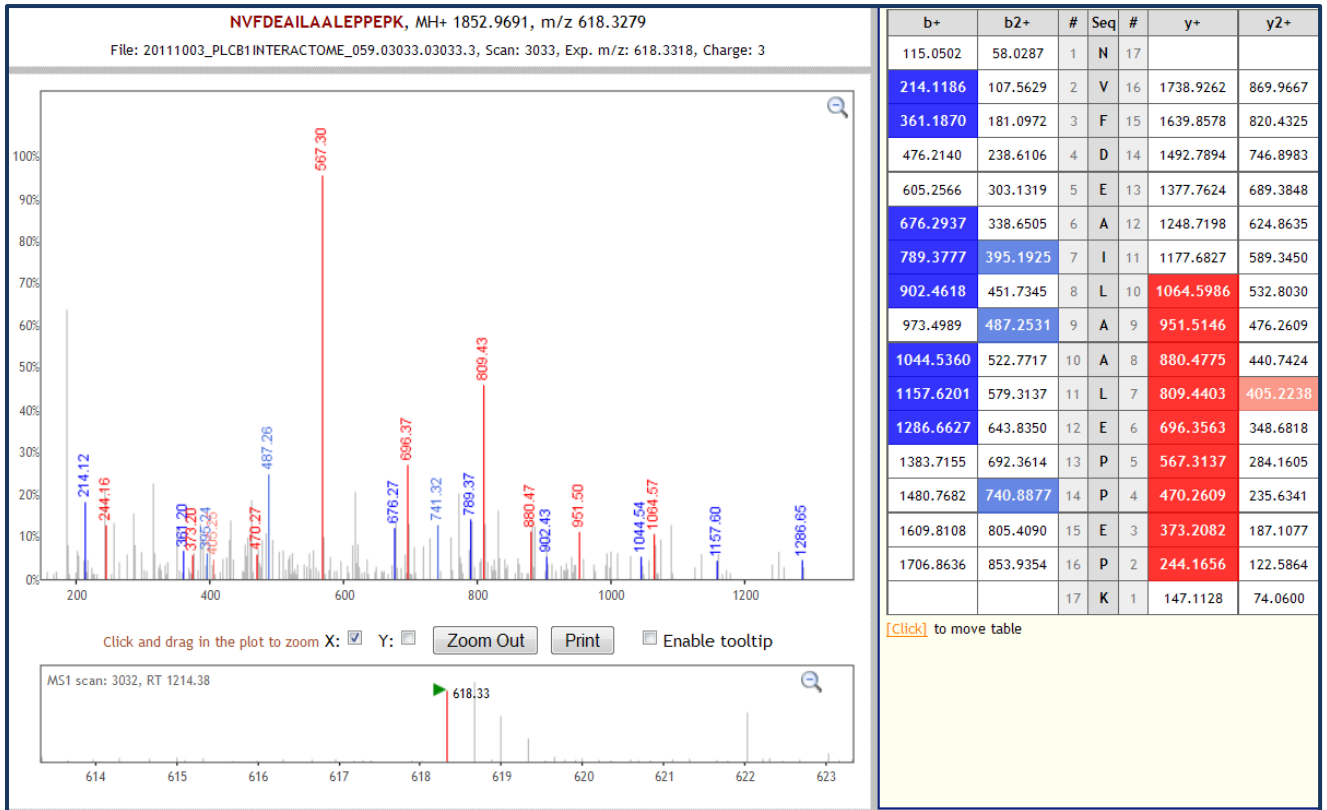 NVFDEAILAALEPPEPK, MH+ 1852.9691, m/z 618.3279
File: 20111003_PLCB1INTERACTOME_059.03033.03033.3, Scan: 3033, Exp. m/z: 618.3318, Charge: 3
100%
90%
80%
70%
60%
50%
40%
30%
20%
10%
0%
214.12
244.16
361.20
373.20
395.24
405.25
470.27
487.26
567.30
676.27
696.37
741.32
789.37
809.43
880.47
902.43
951.50
1044.54
1064.57
1157.60
1286.65
200 400 600 800 1000 1200
Click and drag in the plot to zoom X: Y: Zoom Out Print Enable tooltip
MS1 scan: 3032, RT 1214.38
618.33
614 615 616 617 618 619 620 621 622 623
b+ b2+ # Seq # y+ y2+
115.0502 58.0287 1 N 17
214.1186 107.5629 2 V 16 1738.9262 869.9667
361.1870 181.0972 3 F 15 1639.8578 820.4325
476.2140 238.6106 4 D 14 1492.7894 746.8983
605.2566 303.1319 5 E 13 1377.7624 689.3848
676.2937 338.6505 6 A 12 1248.7198 624.8635
789.3777 395.1925 7 I 11 1177.6827 589.3450
902.4618 451.7345 8 L 10 1064.5986 532.8030
973.4989 487.2531 9 A 9 951.5146 476.2609
1044.5360 522.7717 10 A 8 880.4775 440.7424
1157.6201 579.3137 11 L 7 809.4403 405.2238
1286.6627 643.8350 12 E 6 696.3563 348.6818
1383.7155 692.3614 13 P 5 567.3137 284.1605
1480.7682 740.8877 14 P 4 470.2609 235.6341
1609.8108 805.4090 15 E 3 373.2082 187.1077
1706.8636 853.9354 16 P 2 244.1656 122.5864
17 K 1 147.1128 74.0600
[Click] to move table